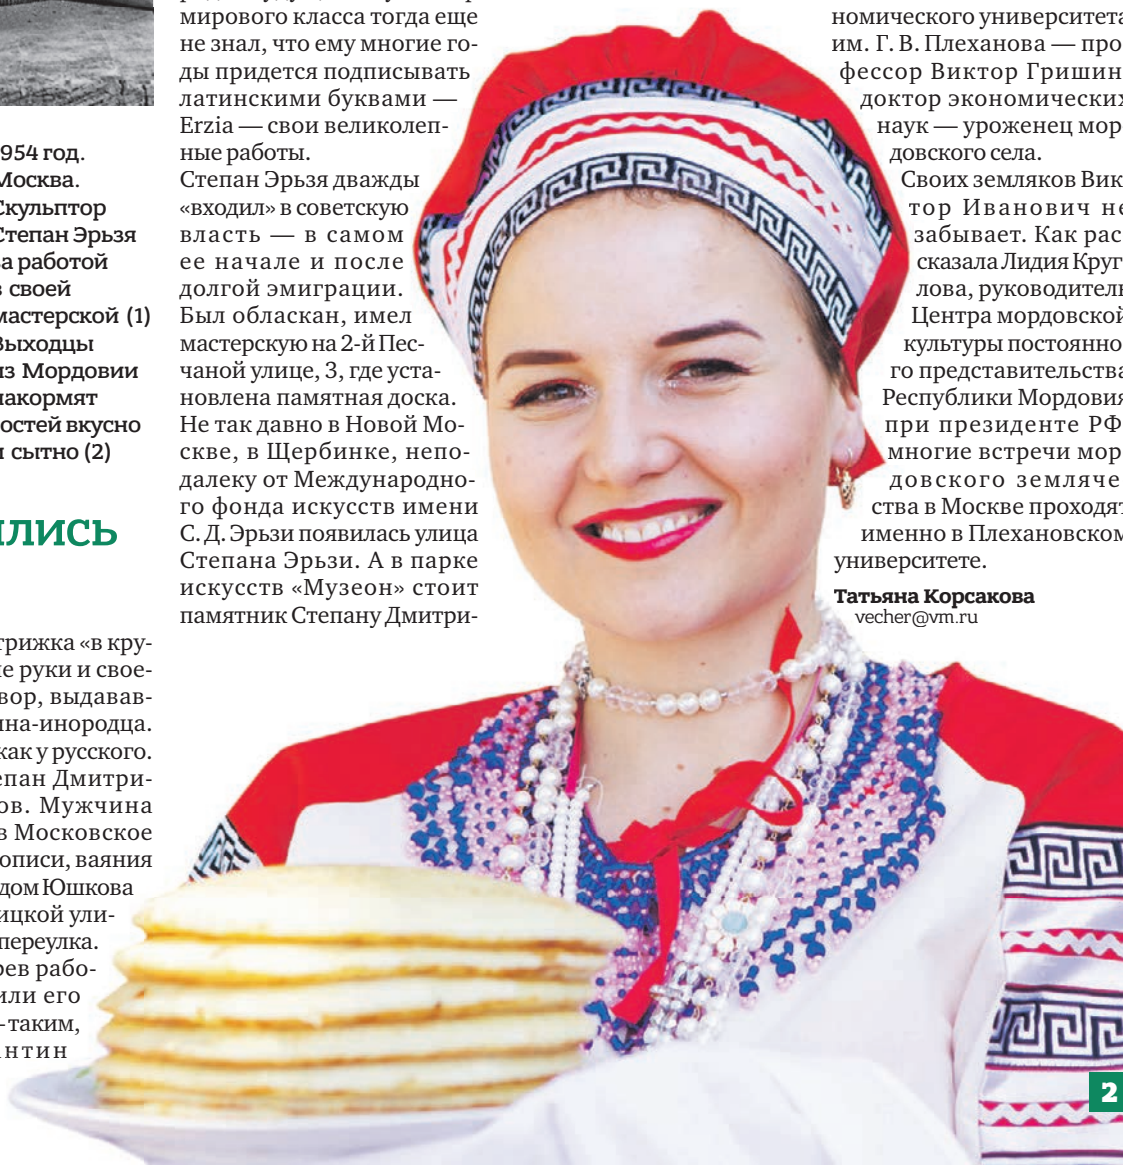 954 год.
Москва.
Скульптор
Степан Эрьзя
за работой
в своей
мастерской (1)
Выходцы
из Мордовии
накормят
гостей вкусно
и сытно (2)
лись
трижка «в кру-
ые руки и свое-
вор, выдавав-
ина-инородца.
как у русского.
епан Дмитри-
ов. Мужчина
в Московское
описи, ваяния
дом Юшкова
ицкой ули-
переулка.
рев рабо-
или его
- таким,
антин
мирового класса тогда еще
не знал, что ему многие го-
ды придется подписывать
латинскими буквами —
Erzia — свои великолеп-
ные работы.
Степан Эрьзя дважды
«входил» в советскую
власть — в самом
ее начале и после
долгой эмиграции.
Был обласкан, имел
мастерскую на 2-й Пес-
чаной улице, 3, где уста-
новлена памятная доска.
Не так давно в Новой Мо-
скве, в Щербинке, непо-
далеку от Международно-
го фонда искусств имени
С. Д. Эрьзи появилась улица
Степана Эрьзи. А в парке
искусств «Музеон» стоит
памятник Степану Дмитри-
номического университета
им. Г. В. Плеханова — про
фессор Виктор Гришин
доктор экономических
наук — уроженец мор
довского села.
Своих земляков Вик
тор Иванович не
забывает. Как рас
сказала Лидия Круг
лова, руководитель
Центра мордовской
культуры постоянно
го представительства
Республики Мордовия
при президенте РФ
многие встречи мор
довского земляче
ства в Москве проходят
именно в Плехановском
университете.
Татьяна Корсакова
vecher@vm.ru
2